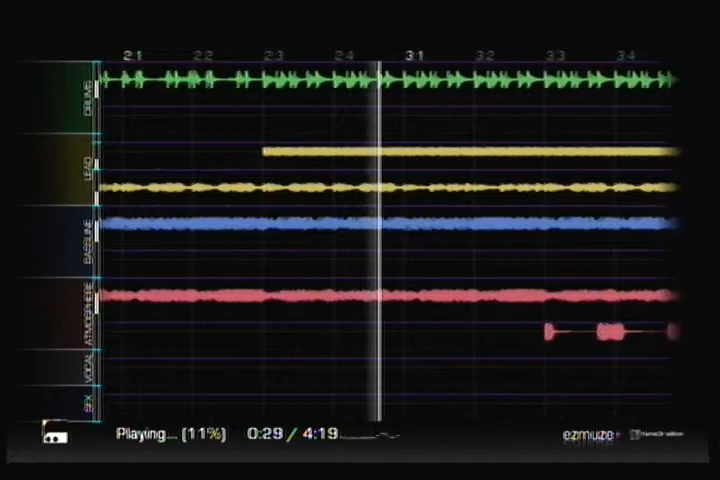 2:1 2:2 2:3 2:4 3:1 3:2 3:3 3:4
DRUMS
LEAD
BASSLINE
ATMOSPHERE
VOCAL
SFX
Playing... (11%) 0:29 / 4:19 ezmuze+